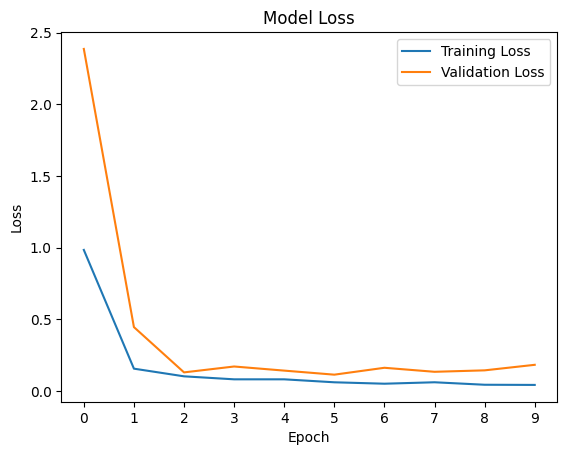 Model Loss
Training Loss
Validation Loss
2.5
2.0
1.5
1.0
0.5
0.0
Loss
0 1 2 3 4 5 6 7 8 9
Epoch